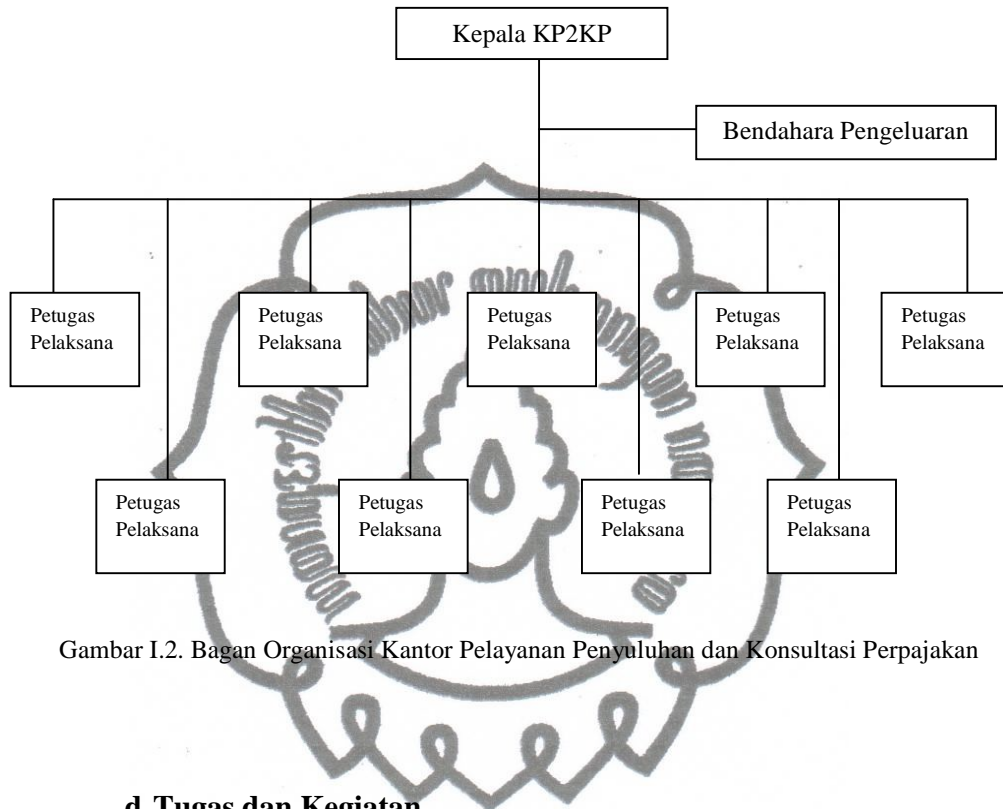 Kepala KP2KP
Bendahara Pengeluaran
Petugas
Pelaksana
Petugas
Pelaksana
Petugas
Pelaksana
Petugas
Pelaksana
Petugas
Pelaksana
Petugas
Pelaksana
Petugas
Pelaksana
Petugas
Pelaksana
Petugas
Pelaksana
Gambar I.2. Bagan Organisasi Kantor Pelayanan Penyuluhan dan Konsultasi Perpajakan
d. Tugas dan Kegiatan